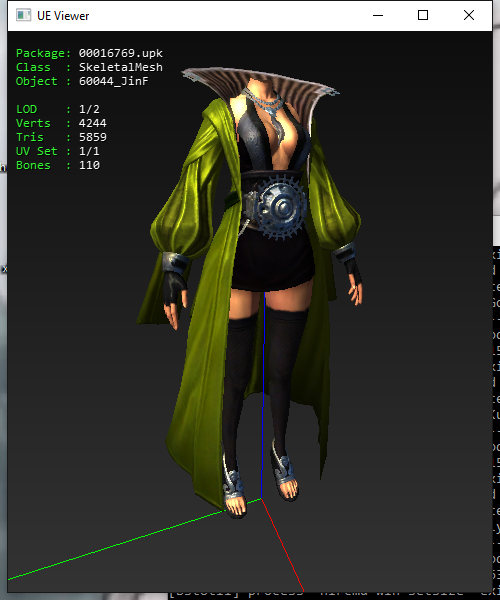 UE Viewer
Package: 00016769.upk
Class : SkeletalMesh
Object : 60044_JinF
LOD : 1/2
Verts : 4244
Tris : 5859
UV Set : 1/1
Bones : 110